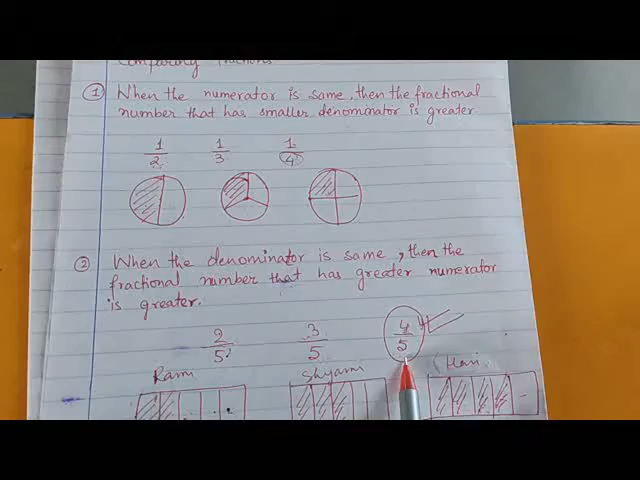 Comparing fractions
① When the numerator is same, then the fractional
number that has smaller denominator is greater.
1/2 1/3 1/4
② When the denominator is same, then the
fractional number that has greater numerator
is greater.
2/5 3/5 4/5
Ram Shyam Hari